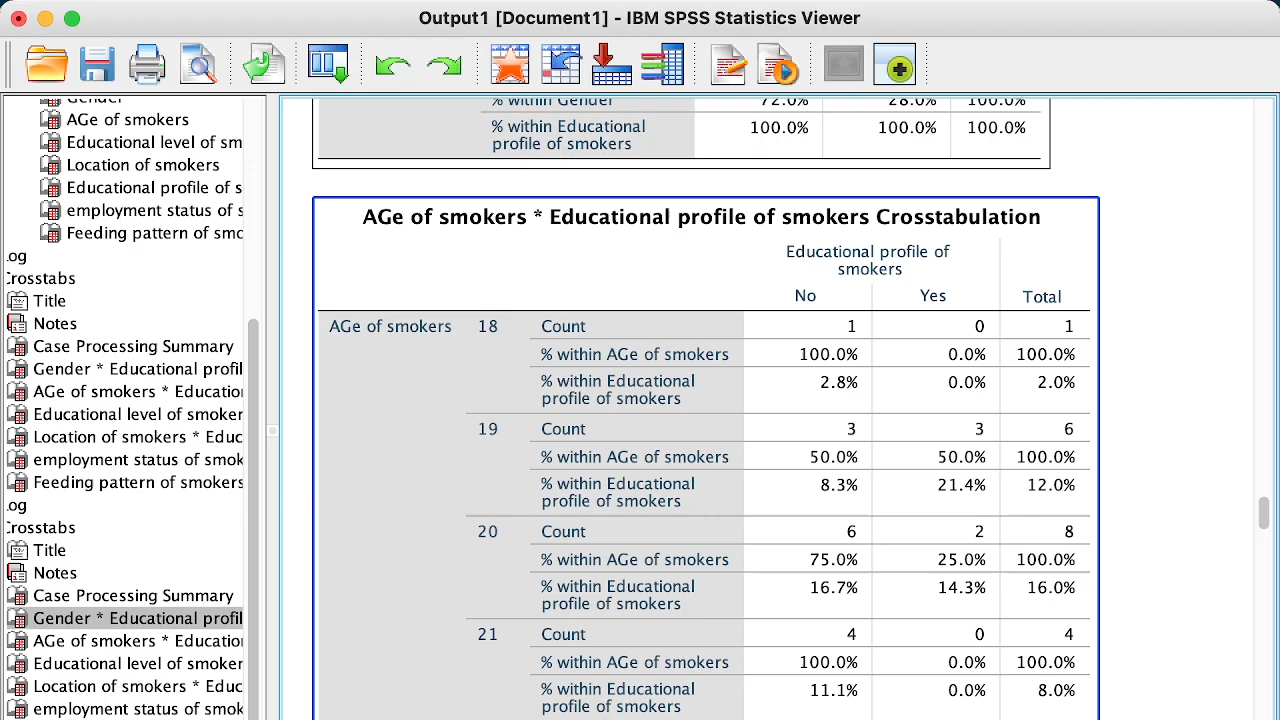 Output1 [Document1] - IBM SPSS Statistics Viewer
Gender
AGe of smokers
Educational level of sm
Location of smokers
Educational profile of s
employment status of s
Feeding pattern of smo
.og
Crosstabs
Title
Notes
Case Processing Summary
Gender * Educational profil
AGe of smokers * Educatio
Educational level of smoker
Location of smokers * Educ
employment status of smok
Feeding pattern of smokers
.og
Crosstabs
Title
Notes
Case Processing Summary
Gender * Educational profil
AGe of smokers * Educatio
Educational level of smoker
Location of smokers * Educ
employment status of smok
% within Gender 72.0% 28.0% 100.0%
% within Educational profile of smokers 100.0% 100.0% 100.0%
AGe of smokers * Educational profile of smokers Crosstabulation
Educational profile of
smokers
No Yes Total
AGe of smokers 18 Count 1 0 1
% within AGe of smokers 100.0% 0.0% 100.0%
% within Educational profile of smokers 2.8% 0.0% 2.0%
19 Count 3 3 6
% within AGe of smokers 50.0% 50.0% 100.0%
% within Educational profile of smokers 8.3% 21.4% 12.0%
20 Count 6 2 8
% within AGe of smokers 75.0% 25.0% 100.0%
% within Educational profile of smokers 16.7% 14.3% 16.0%
21 Count 4 0 4
% within AGe of smokers 100.0% 0.0% 100.0%
% within Educational profile of smokers 11.1% 0.0% 8.0%